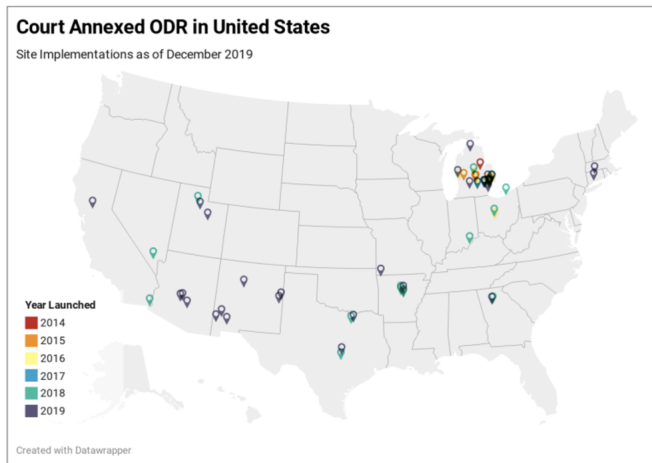 Court Annexed ODR in United States
Site Implementations as of December 2019
Year Launched
2014
2015
2016
2017
2018
2019
Created with Datawrapper